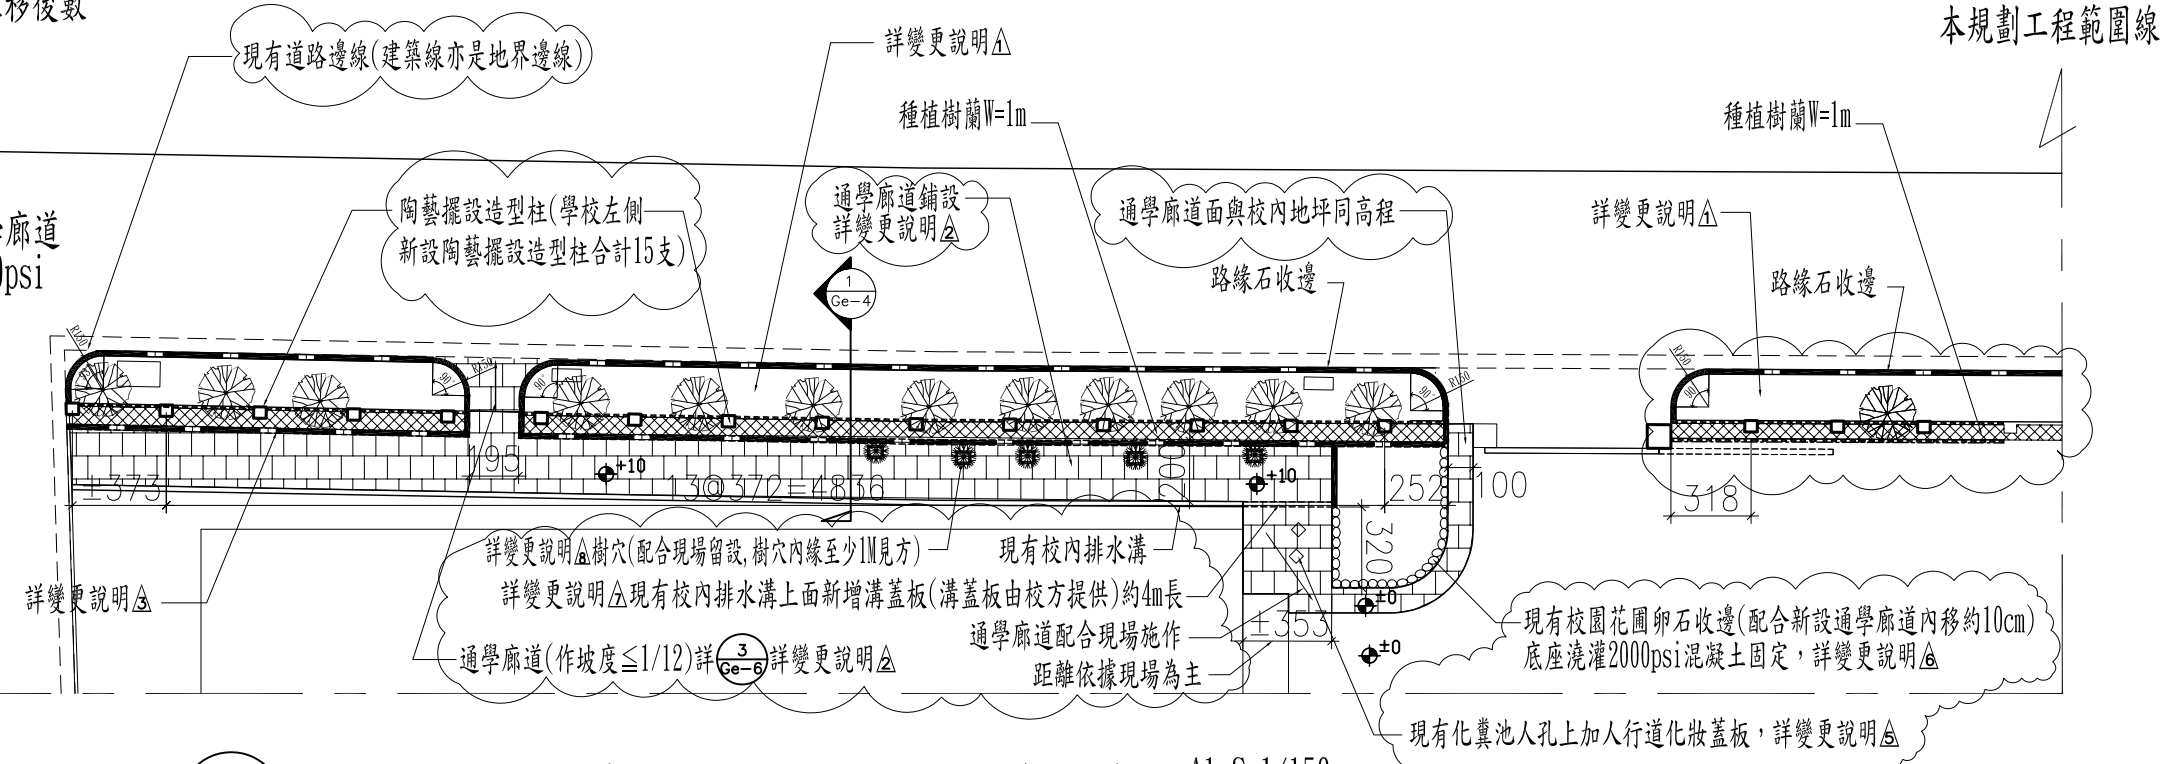 移後數
本規劃工程範圍線
現有道路邊線(建築線亦是地界邊線)
詳變更說明1
種植樹蘭W=1m
種植樹蘭W=1m
廊道
psi
陶藝擺設造型柱(學校左側
新設陶藝擺設造型柱合計15支)
通學廊道鋪設
詳變更說明2
通學廊道面與校內地坪同高程
詳變更說明1
路緣石收邊
路緣石收邊
1
Ge-4
R150
R150
R150
R150
90°
90°
90°
90°
195
+10
+10
±373
13@372=4836
200
252
100
318
320
詳變更說明8樹穴(配合現場留設,樹穴內緣至少1M見方)
現有校內排水溝
詳變更說明7現有校內排水溝上面新增溝蓋板(溝蓋板由校方提供)約4m長
詳變更說明3
通學廊道配合現場施作
距離依據現場為主
±353
±0
±0
通學廊道(作坡度≦1/12)詳
3
Ge-6
詳變更說明2
現有校園花圃卵石收邊(配合新設通學廊道內移約10cm)
底座澆灌2000psi混凝土固定，詳變更說明6
現有化糞池人孔上加人行道化妝蓋板，詳變更說明5